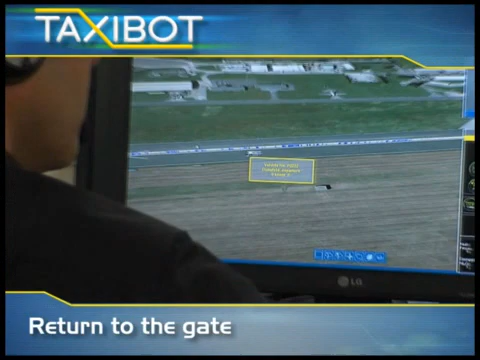 TAXIBOT
LG
Return to the gate